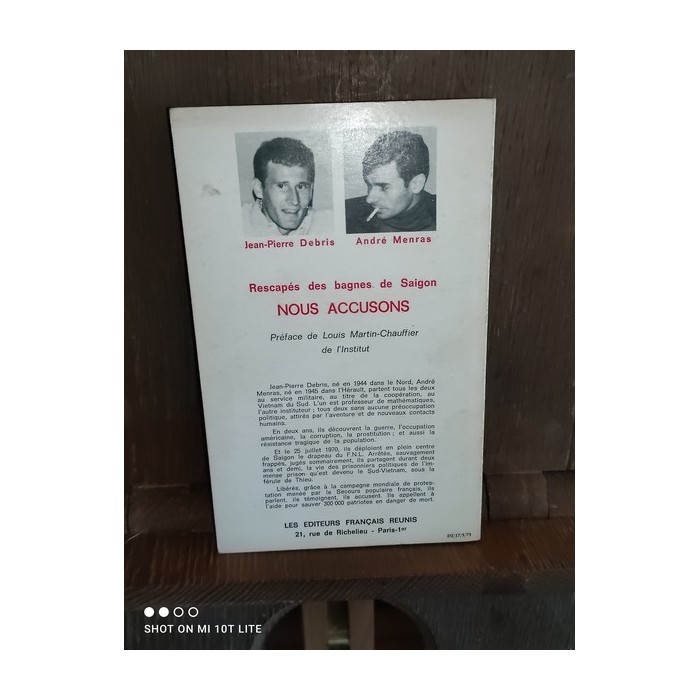 Jean-Pierre Debris
André Menras
Rescapés des bagnes de Saigon
NOUS ACCUSONS
Préface de Louis Martin-Chauffier
de l'Institut
Jean-Pierre Debris, né en 1944 dans le Nord, André
Menras, né en 1945 dans l'Hérault, partent tous les deux
au service militaire, au titre de la coopération, au
Vietnam du Sud. L'un est professeur de mathématiques,
l'autre instituteur ; tous deux sans aucune préoccupation
politique, attirés par l'aventure et de nouveaux contacts
humains.
En deux ans, ils découvrent la guerre, l'occupation
américaine, la corruption, la prostitution ; et aussi la
résistance tragique de la population.
Et le 25 juillet 1970, ils déploient en plein centre
de Saigon le drapeau du F.N.L. Arrêtés, sauvagement
frappés, jugés sommairement, ils partagent durant deux
ans et demi, la vie des prisonniers politiques de l'im-
mense prison qu'est devenu le Sud-Vietnam, sous la
férule de Thieu.
Libérés, grâce à la campagne mondiale de protes-
tation menée par le Secours populaire français, ils
parlent, ils témoignent, ils accusent. Ils appellent à
l'aide pour sauver 300 000 patriotes en danger de mort.
LES EDITEURS FRANÇAIS REUNIS
21, rue de Richelieu - Paris-1er
SHOT ON MI 10T LITE